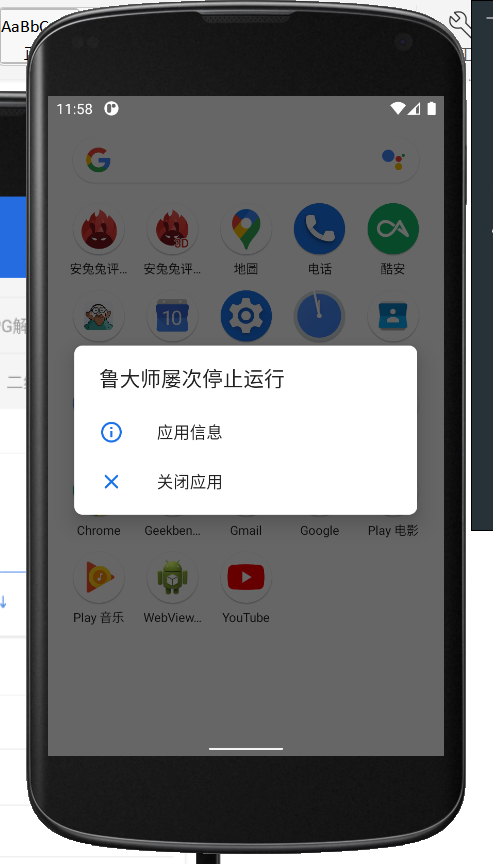 AaBbC
11:58
安兔兔评...
安兔兔评...
地图
电话
酷安
3D
10
G解
二
鲁大师屡次停止运行
应用信息
关闭应用
Chrome
Geekben...
Gmail
Google
Play 电影
Play 音乐
WebView...
YouTube